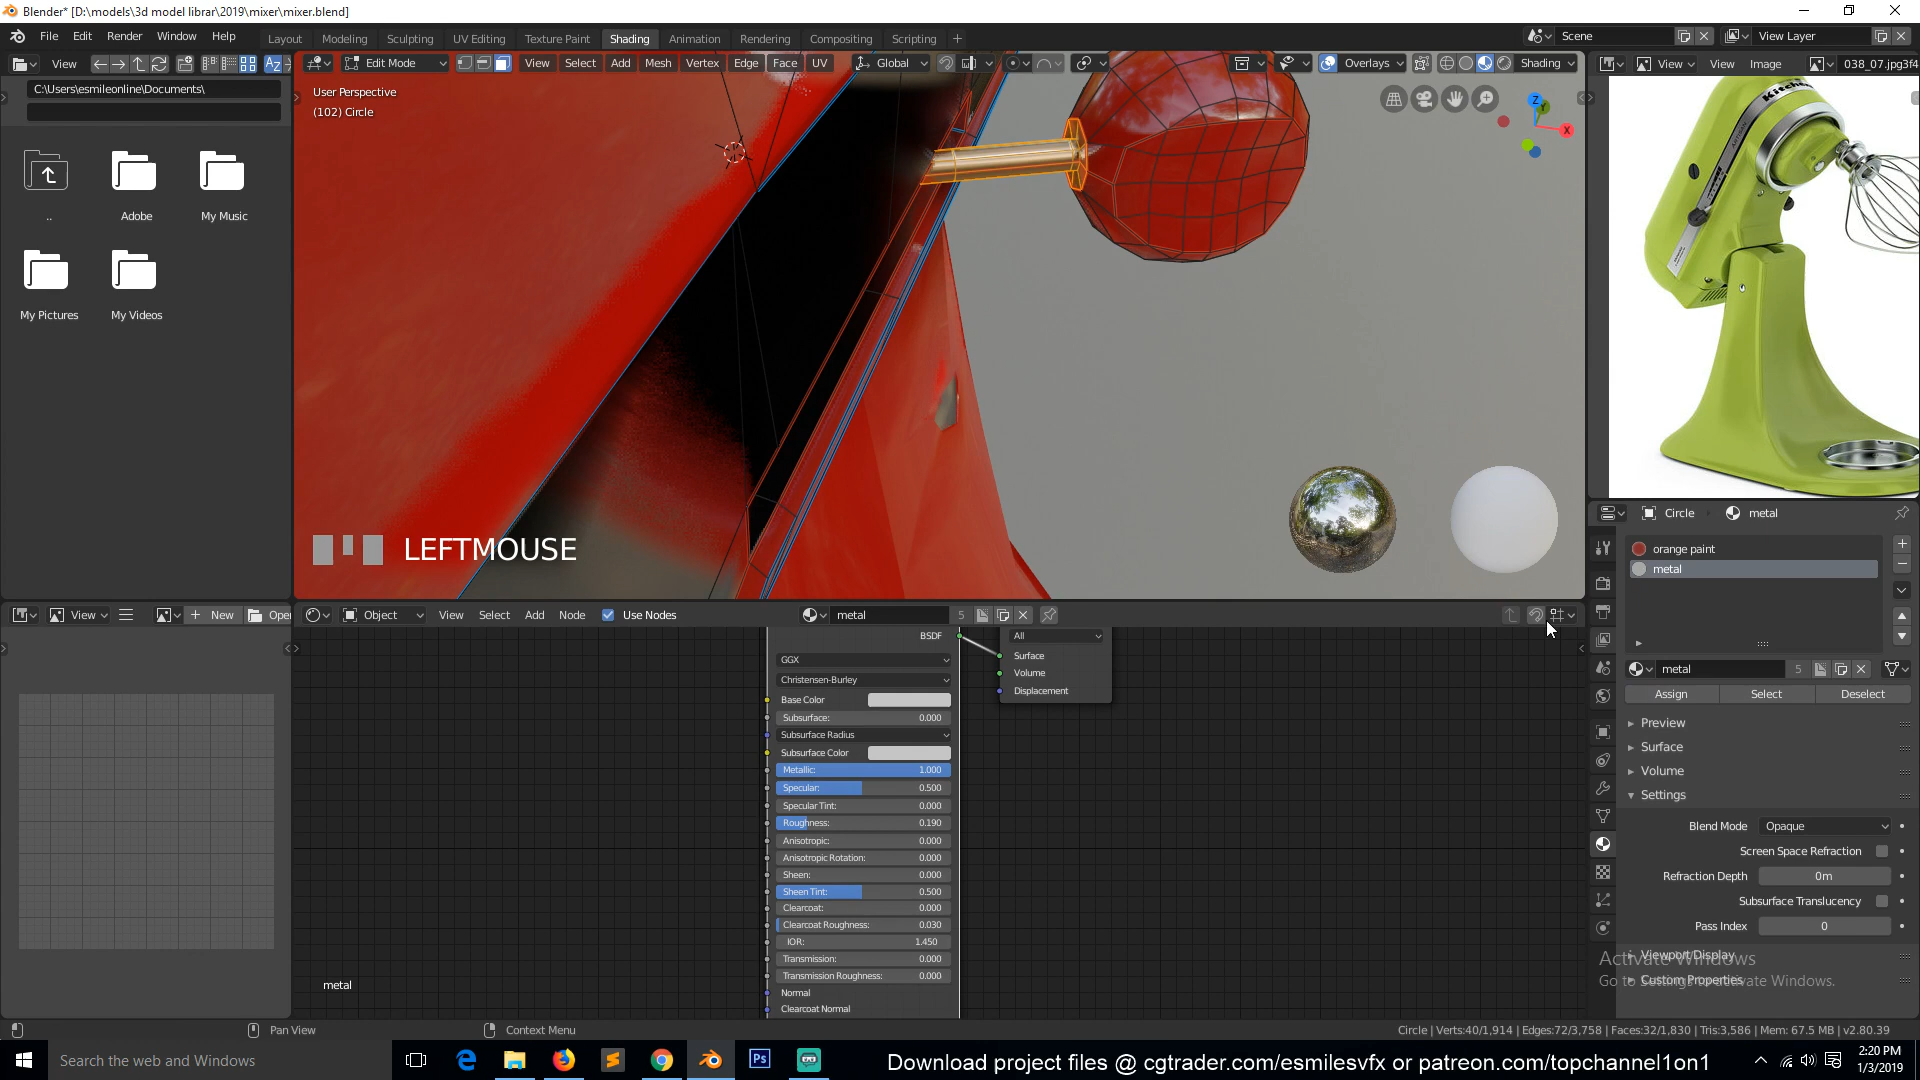 Blender* [D:\models\3d model librar\2019\mixer\mixer.blend]
File Edit Render Window Help
Layout Modeling Sculpting UV Editing Texture Paint Shading Animation Rendering Compositing Scripting +
Scene
View Layer
View
Edit Mode View Select Add Mesh Vertex Edge Face UV Global Overlays Shading
View View Image 038_07.jpg3f4
C:\Users\esmileonline\Documents\
User Perspective
(102) Circle
Z
Y
X
..
Adobe
My Music
My Pictures
My Videos
LEFTMOUSE
Circle metal
orange paint
metal
View New Open
Object View Select Add Node Use Nodes metal 5
metal 5
Assign Select Deselect
Preview
Surface
Volume
Settings
Blend Mode Opaque
Screen Space Refraction
Refraction Depth 0m
Subsurface Translucency
Pass Index 0
Viewport Display
Custom Properties
Activate Windows
Go to Settings to activate Windows.
BSDF
GGX
Christensen-Burley
Base Color
Subsurface: 0.000
Subsurface Radius
Subsurface Color
Metallic: 1.000
Specular: 0.500
Specular Tint: 0.000
Roughness: 0.190
Anisotropic: 0.000
Anisotropic Rotation: 0.000
Sheen: 0.000
Sheen Tint: 0.500
Clearcoat: 0.000
Clearcoat Roughness: 0.030
IOR: 1.450
Transmission: 0.000
Transmission Roughness: 0.000
Normal
Clearcoat Normal
All
Surface
Volume
Displacement
metal
Pan View
Context Menu
Circle | Verts:40/1,914 | Edges:72/3,758 | Faces:32/1,830 | Tris:3,586 | Mem: 67.5 MB | v2.80.39
Search the web and Windows
Download project files @ cgtrader.com/esmilesvfx or patreon.com/topchannel1on1
2:20 PM
1/3/2019